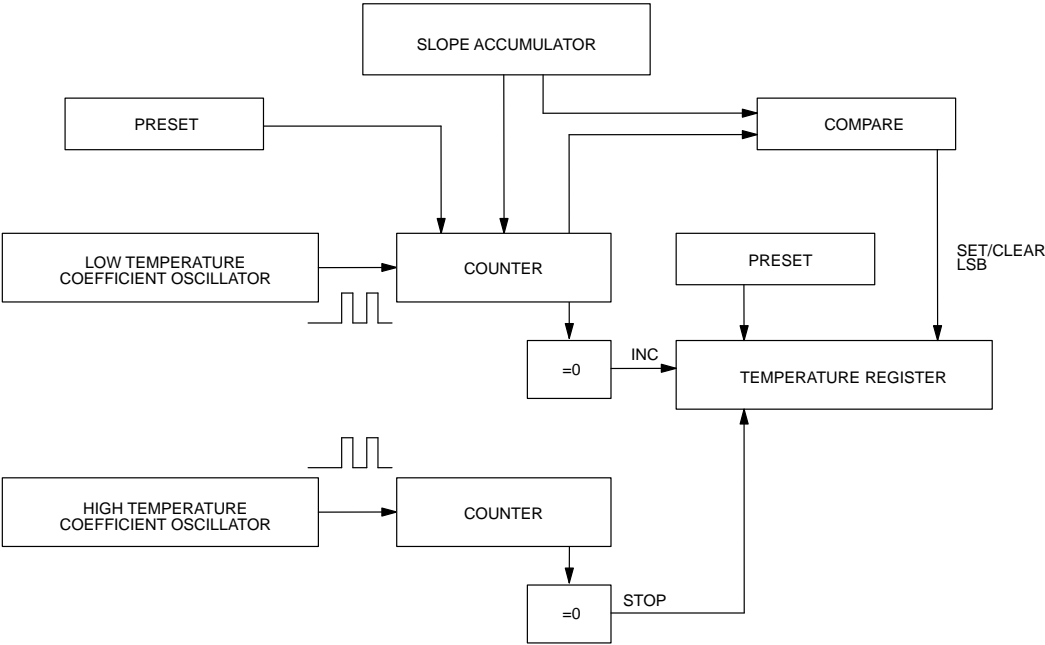 SLOPE ACCUMULATOR
PRESET
COMPARE
LOW TEMPERATURE
COEFFICIENT OSCILLATOR
COUNTER
PRESET
SET/CLEAR
LSB
=0
INC
TEMPERATURE REGISTER
HIGH TEMPERATURE
COEFFICIENT OSCILLATOR
COUNTER
=0
STOP